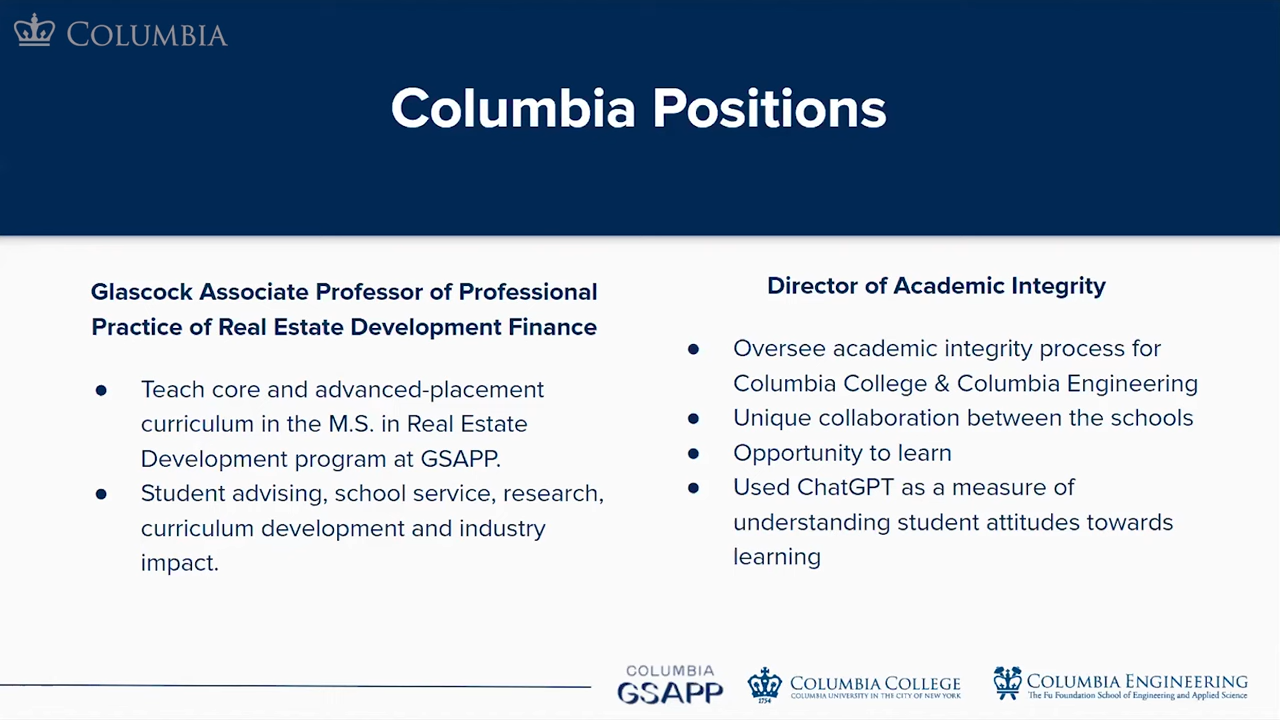 COLUMBIA
Columbia Positions
Glascock Associate Professor of Professional
Practice of Real Estate Development Finance
● Teach core and advanced-placement
curriculum in the M.S. in Real Estate
Development program at GSAPP.
● Student advising, school service, research,
curriculum development and industry
impact.
Director of Academic Integrity
● Oversee academic integrity process for
Columbia College & Columbia Engineering
● Unique collaboration between the schools
● Opportunity to learn
● Used ChatGPT as a measure of
understanding student attitudes towards
learning
COLUMBIA
GSAPP
1754
COLUMBIA COLLEGE
COLUMBIA UNIVERSITY IN THE CITY OF NEW YORK
COLUMBIA ENGINEERING
The Fu Foundation School of Engineering and Applied Science